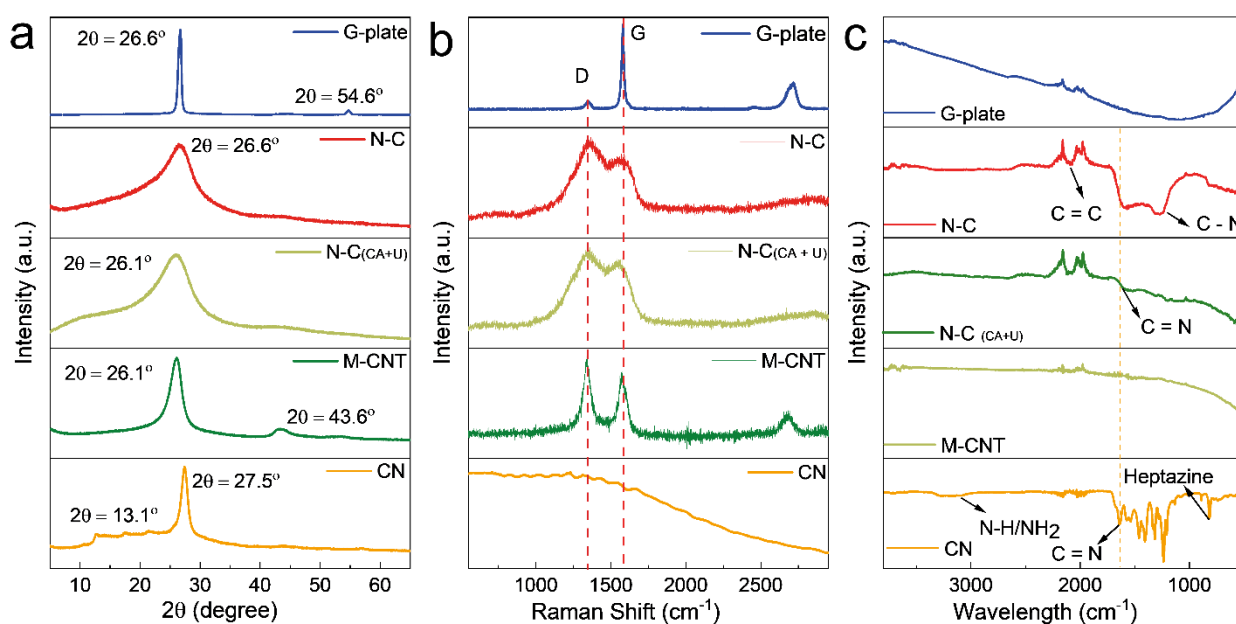 a
2θ = 26.6°
G-plate
2θ = 54.6°
2θ = 26.6°
N-C
2θ = 26.1°
N-C(CA+U)
2θ = 26.1°
M-CNT
2θ = 43.6°
CN
2θ = 27.5°
2θ = 13.1°
Intensity (a.u.)
10 20 30 40 50 60
2θ (degree)
b
D
G
G-plate
N-C
N-C(CA + U)
M-CNT
CN
Intensity (a.u.)
1000 1500 2000 2500
Raman Shift (cm-1)
c
G-plate
C = C
C - N
N-C
C = N
N-C (CA+U)
M-CNT
Heptazine
N-H/NH2
C = N
CN
Intensity (a.u.)
3000 2000 1000
Wavelength (cm-1)